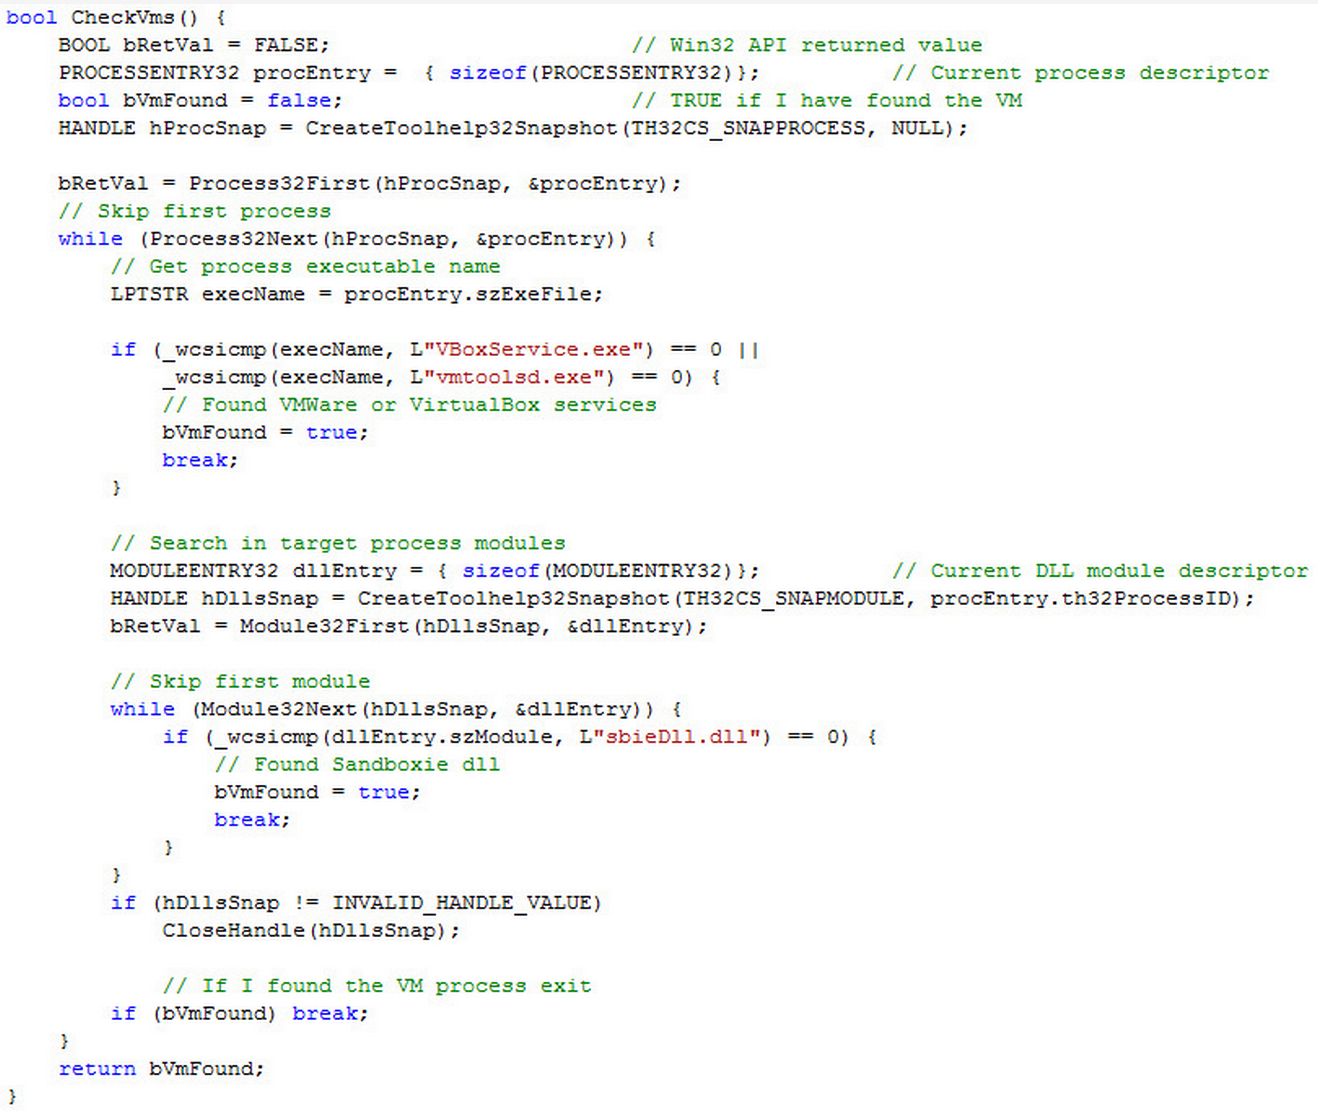 bool CheckVms() {
    BOOL bRetVal = FALSE;                       // Win32 API returned value
    PROCESSENTRY32 procEntry =  { sizeof(PROCESSENTRY32)};          // Current process descriptor
    bool bVmFound = false;                      // TRUE if I have found the VM
    HANDLE hProcSnap = CreateToolhelp32Snapshot(TH32CS_SNAPPROCESS, NULL);

    bRetVal = Process32First(hProcSnap, &procEntry);
    // Skip first process
    while (Process32Next(hProcSnap, &procEntry)) {
        // Get process executable name
        LPTSTR execName = procEntry.szExeFile;

        if (_wcsicmp(execName, L"VBoxService.exe") == 0 ||
            _wcsicmp(execName, L"vmtoolsd.exe") == 0) {
            // Found VMWare or VirtualBox services
            bVmFound = true;
            break;
        }

        // Search in target process modules
        MODULEENTRY32 dllEntry = { sizeof(MODULEENTRY32)};          // Current DLL module descriptor
        HANDLE hDllsSnap = CreateToolhelp32Snapshot(TH32CS_SNAPMODULE, procEntry.th32ProcessID);
        bRetVal = Module32First(hDllsSnap, &dllEntry);

        // Skip first module
        while (Module32Next(hDllsSnap, &dllEntry)) {
            if (_wcsicmp(dllEntry.szModule, L"sbieDll.dll") == 0) {
                // Found Sandboxie dll
                bVmFound = true;
                break;
            }
        }
        if (hDllsSnap != INVALID_HANDLE_VALUE)
            CloseHandle(hDllsSnap);

            // If I found the VM process exit
        if (bVmFound) break;
    }
    return bVmFound;
}